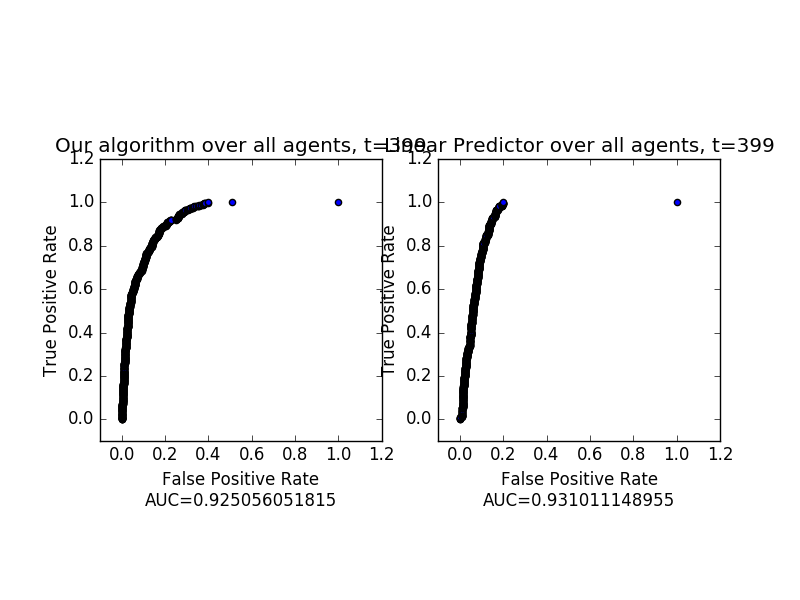 Our algorithm over all agents, t=399
Linear Predictor over all agents, t=399
True Positive Rate
1.2
1.0
0.8
0.6
0.4
0.2
0.0
0.0 0.2 0.4 0.6 0.8 1.0 1.2
False Positive Rate
AUC=0.925056051815
True Positive Rate
1.2
1.0
0.8
0.6
0.4
0.2
0.0
0.0 0.2 0.4 0.6 0.8 1.0 1.2
False Positive Rate
AUC=0.931011148955